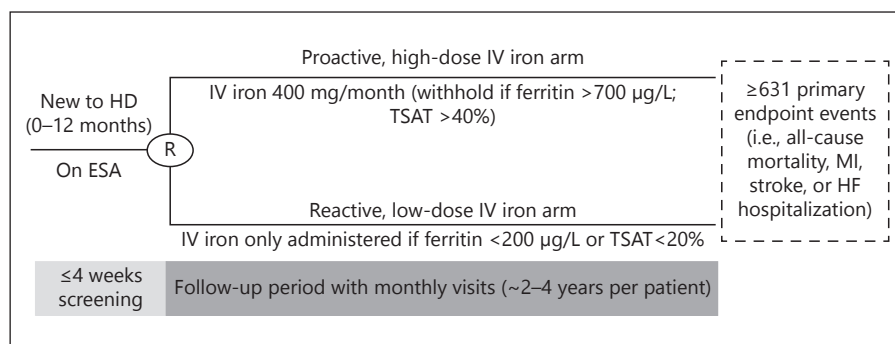 Proactive, high-dose IV iron arm
IV iron 400 mg/month (withhold if ferritin >700 µg/L;
TSAT >40%)
New to HD
(0–12 months)
On ESA
R
Reactive, low-dose IV iron arm
IV iron only administered if ferritin <200 µg/L or TSAT<20%
≥631 primary
endpoint events
(i.e., all-cause
mortality, MI,
stroke, or HF
hospitalization)
≤4 weeks
screening
Follow-up period with monthly visits (~2–4 years per patient)